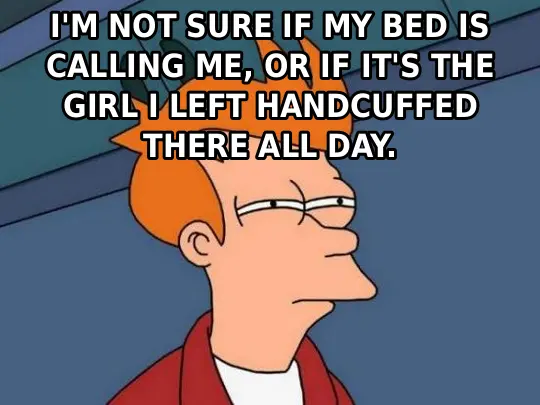 I'M NOT SURE IF MY BED IS
CALLING ME, OR IF IT'S THE
GIRL I LEFT HANDCUFFED
THERE ALL DAY.